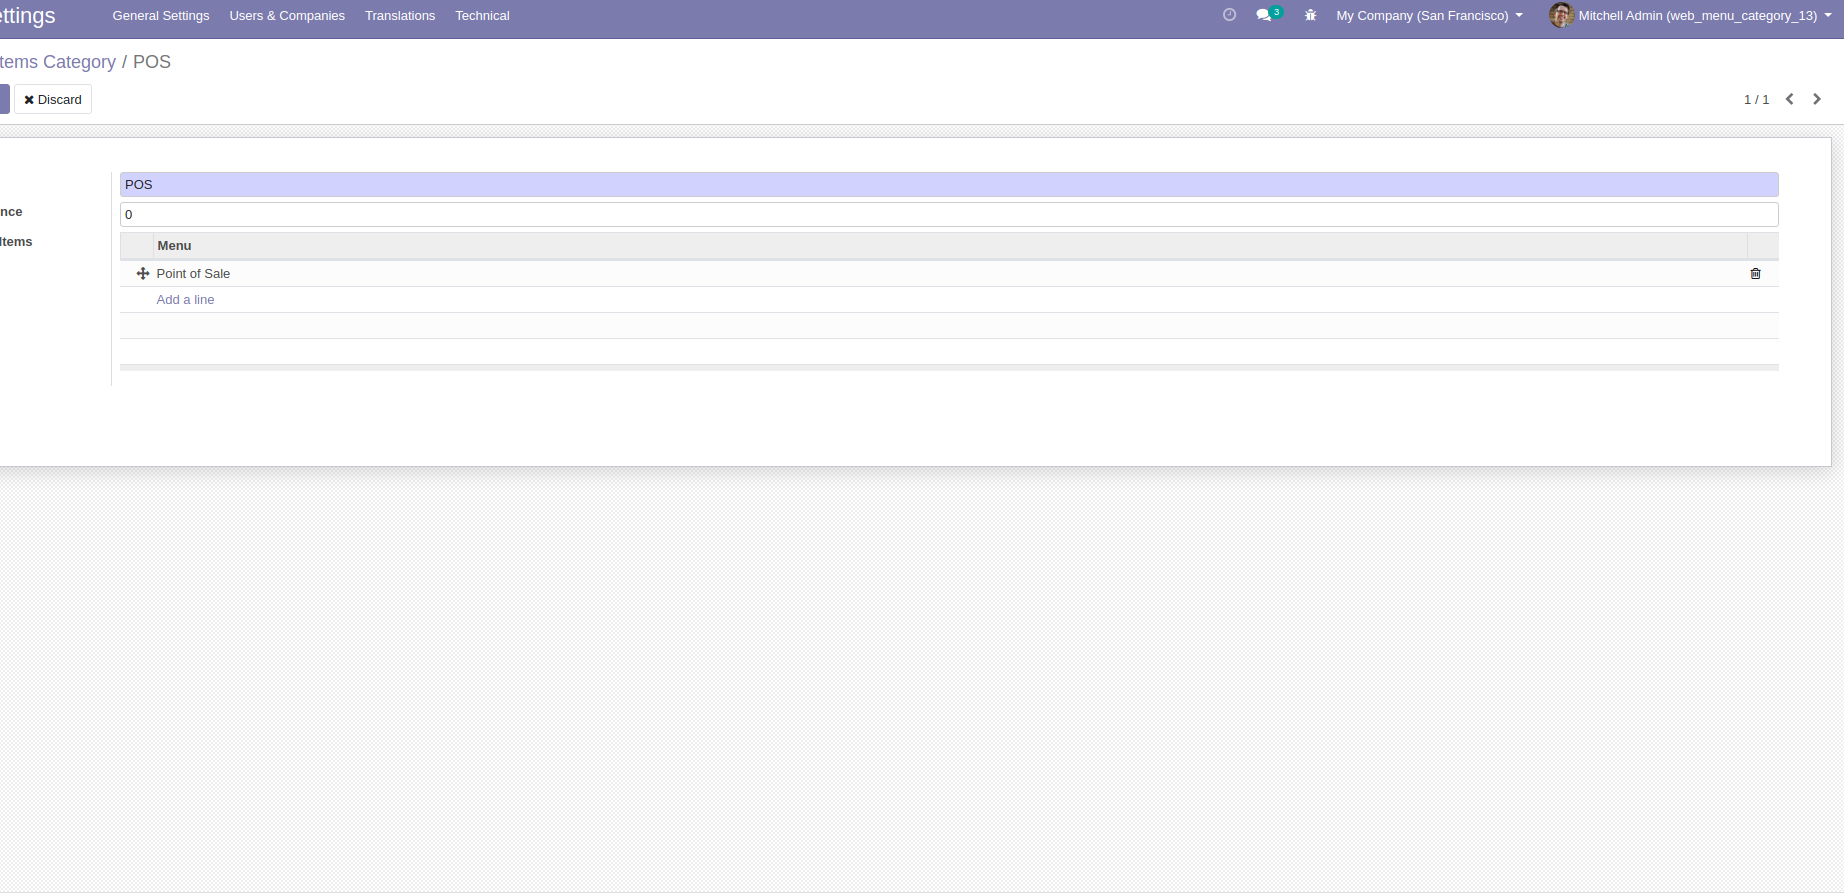 ettings General Settings Users & Companies Translations Technical 3 My Company (San Francisco) Mitchell Admin (web_menu_category_13)
tems Category / POS
Discard 1 / 1
POS
nce 0
Items Menu
Point of Sale
Add a line